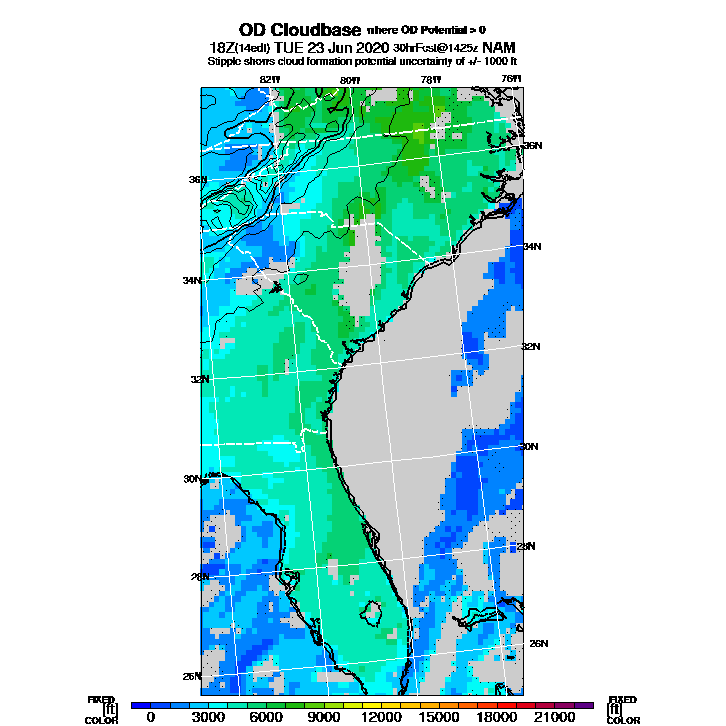 OD Cloudbase where OD Potential > 0
18Z(14edt) TUE 23 Jun 2020 30hrFcst@1425z NAM
Stipple shows cloud formation potential uncertainty of +/- 1000 ft
82W 80W 78W 76W
36N 36N
34N 34N
32N 32N
30N 30N
28N 28N
26N 26N
FIXED FIXED
[ft] [ft]
COLOR COLOR
0 3000 6000 9000 12000 15000 18000 21000